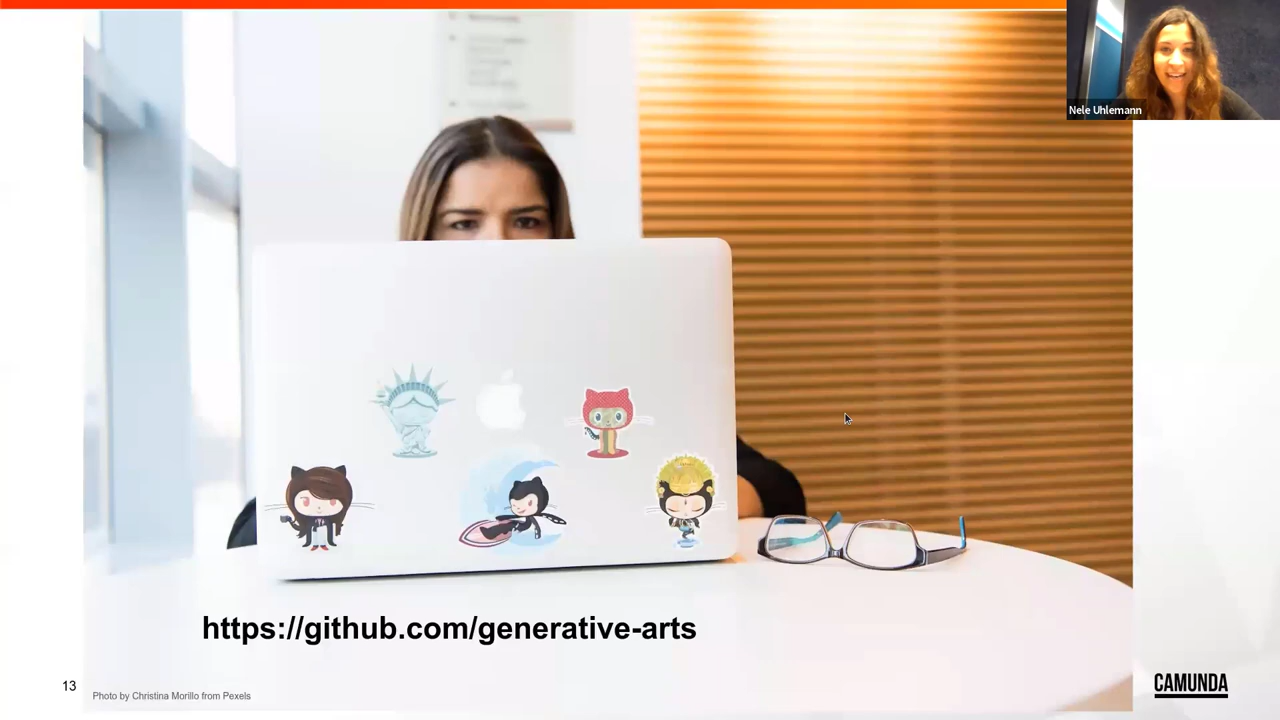 Nele Uhlemann
https://github.com/generative-arts
13
Photo by Christina Morillo from Pexels
CAMUNDA